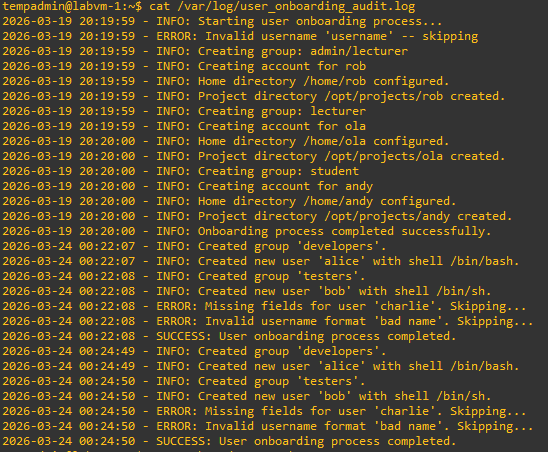 tempadmin@labvm-1:~$ cat /var/log/user_onboarding_audit.log
2026-03-19 20:19:59 - INFO: Starting user onboarding process...
2026-03-19 20:19:59 - ERROR: Invalid username 'username' -- skipping
2026-03-19 20:19:59 - INFO: Creating group: admin/lecturer
2026-03-19 20:19:59 - INFO: Creating account for rob
2026-03-19 20:19:59 - INFO: Home directory /home/rob configured.
2026-03-19 20:19:59 - INFO: Project directory /opt/projects/rob created.
2026-03-19 20:19:59 - INFO: Creating group: lecturer
2026-03-19 20:19:59 - INFO: Creating account for ola
2026-03-19 20:20:00 - INFO: Home directory /home/ola configured.
2026-03-19 20:20:00 - INFO: Project directory /opt/projects/ola created.
2026-03-19 20:20:00 - INFO: Creating group: student
2026-03-19 20:20:00 - INFO: Creating account for andy
2026-03-19 20:20:00 - INFO: Home directory /home/andy configured.
2026-03-19 20:20:00 - INFO: Project directory /opt/projects/andy created.
2026-03-19 20:20:00 - INFO: Onboarding process completed successfully.
2026-03-24 00:22:07 - INFO: Created group 'developers'.
2026-03-24 00:22:07 - INFO: Created new user 'alice' with shell /bin/bash.
2026-03-24 00:22:08 - INFO: Created group 'testers'.
2026-03-24 00:22:08 - INFO: Created new user 'bob' with shell /bin/sh.
2026-03-24 00:22:08 - ERROR: Missing fields for user 'charlie'. Skipping...
2026-03-24 00:22:08 - ERROR: Invalid username format 'bad name'. Skipping...
2026-03-24 00:22:08 - SUCCESS: User onboarding process completed.
2026-03-24 00:24:49 - INFO: Created group 'developers'.
2026-03-24 00:24:49 - INFO: Created new user 'alice' with shell /bin/bash.
2026-03-24 00:24:50 - INFO: Created group 'testers'.
2026-03-24 00:24:50 - INFO: Created new user 'bob' with shell /bin/sh.
2026-03-24 00:24:50 - ERROR: Missing fields for user 'charlie'. Skipping...
2026-03-24 00:24:50 - ERROR: Invalid username format 'bad name'. Skipping...
2026-03-24 00:24:50 - SUCCESS: User onboarding process completed.